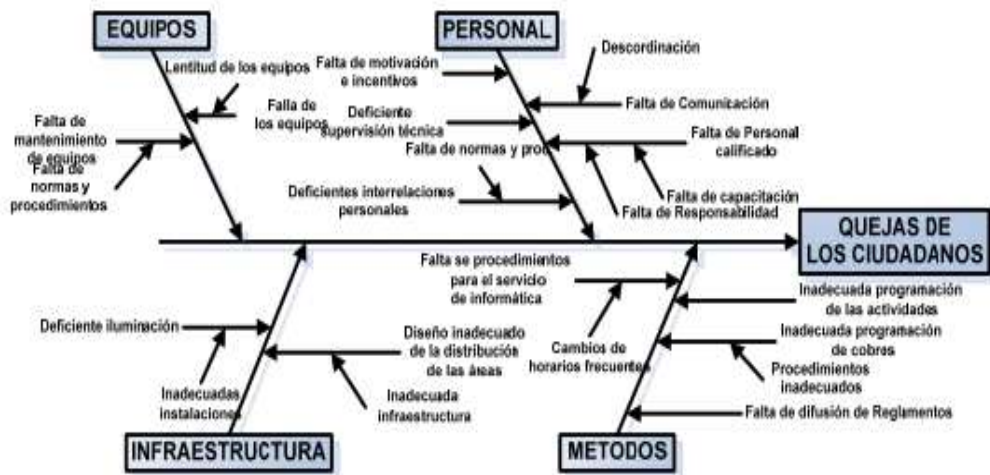 EQUIPOS
PERSONAL
Lentitud de los equipos
Falla de
los equipos
Falta de
mantenimiento
de equipos
Falta de
normas y
procedimientos
Falta de motivación
e incentivos
Descordinación
Deficiente
supervisión técnica
Falta de Comunicación
Falta de normas y proc
Falta de Personal
calificado
Deficientes interrelaciones
personales
Falta de capacitación
Falta de Responsabilidad
QUEJAS DE
LOS CIUDADANOS
Falta se procedimientos
para el servicio
de informática
Inadecuada programación
de las actividades
Deficiente iluminación
Diseño inadecuado
de la distribución
de las áreas
Cambios de
horarios frecuentes
Inadecuada programación
de cobros
Procedimientos
inadecuados
Inadecuadas
instalaciones
Inadecuada
infraestructura
Falta de difusión de Reglamentos
INFRAESTRUCTURA
METODOS